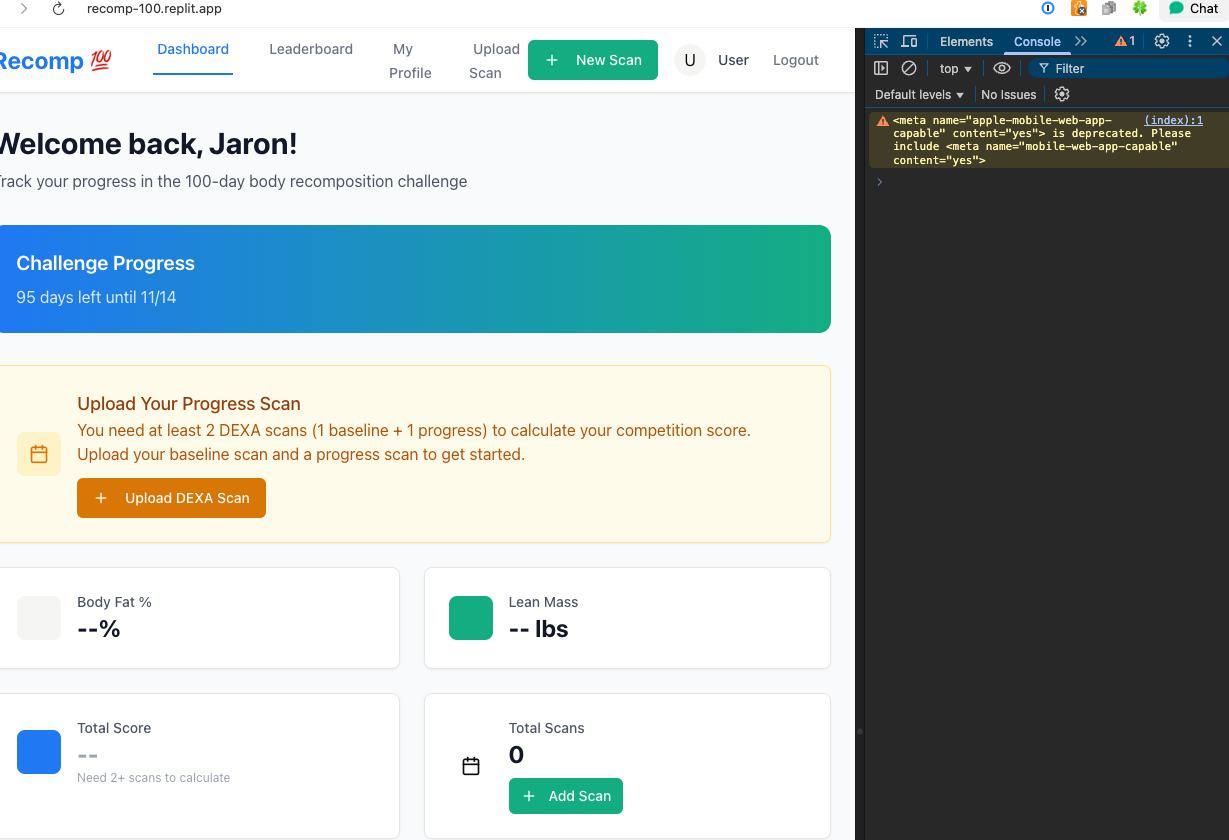 recomp-100.replit.app
Chat
Recomp 💯
Dashboard
Leaderboard
My Profile
Upload Scan
New Scan
U
User
Logout
Welcome back, Jaron!
Track your progress in the 100-day body recomposition challenge
Challenge Progress
95 days left until 11/14
Upload Your Progress Scan
You need at least 2 DEXA scans (1 baseline + 1 progress) to calculate your competition score.
Upload your baseline scan and a progress scan to get started.
Upload DEXA Scan
Body Fat %
--%
Lean Mass
-- lbs
Total Score
--
Need 2+ scans to calculate
Total Scans
0
Add Scan
Elements
Console
1
top
Filter
Default levels
No Issues
<meta name="apple-mobile-web-app- (index):1
capable" content="yes"> is deprecated. Please
include <meta name="mobile-web-app-capable"
content="yes">